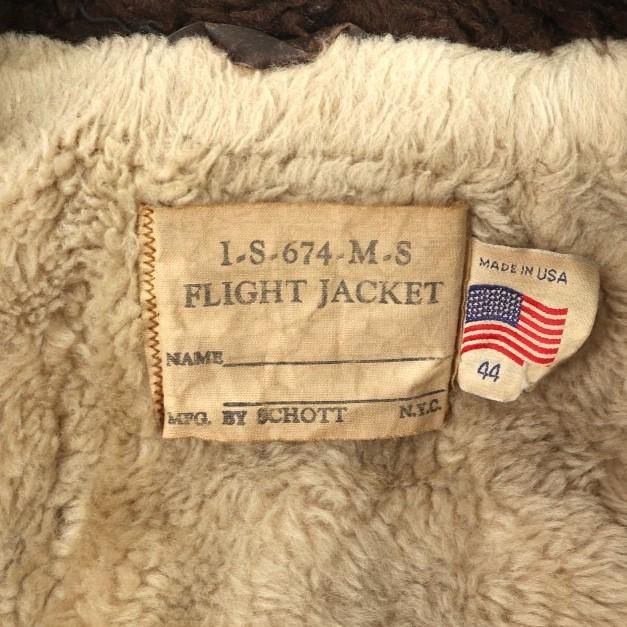 I-S-674-M-S
FLIGHT JACKET
NAME
MFG. BY SCHOTT N.Y.C.
MADE IN USA
44